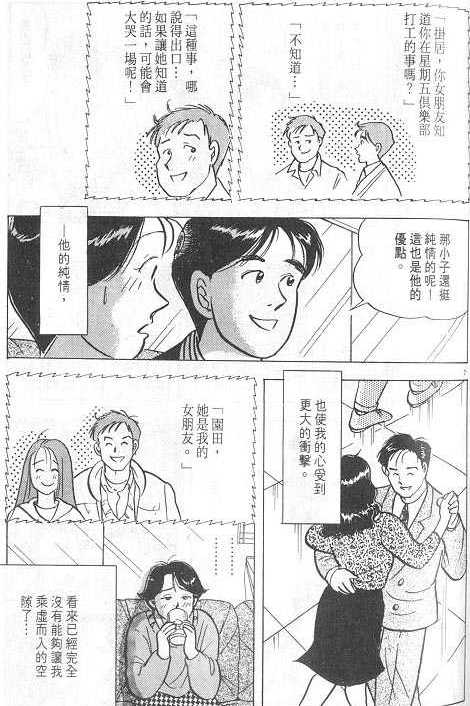 「掛居，你女朋友知
道你在星期五俱樂部
打工的事嗎？」
「不知道…」
「這種事，哪
說得出口…
如果讓她知道
的話，可能會
大哭一場呢！」
那小子還挺
純情的呢！
這也是他的
優點。
—他的純情，
也使我的心受到
更大的衝擊。
「園田，
她是我的
女朋友。」
…………
看來已經完全
沒有能夠讓我
乘虛而入的空
隙了…